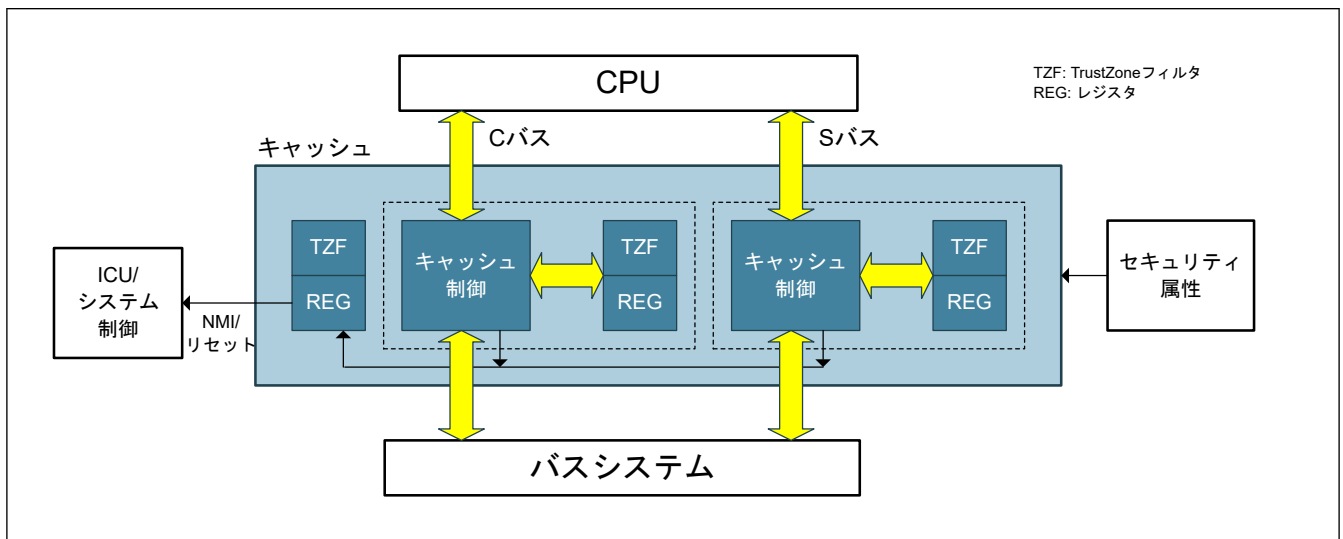 CPU
TZF: TrustZoneフィルタ
REG: レジスタ
Cバス
Sバス
キャッシュ
TZF
REG
キャッシュ
制御
TZF
REG
キャッシュ
制御
TZF
REG
ICU/
システム
制御
NMI/
リセット
セキュリティ
属性
バスシステム